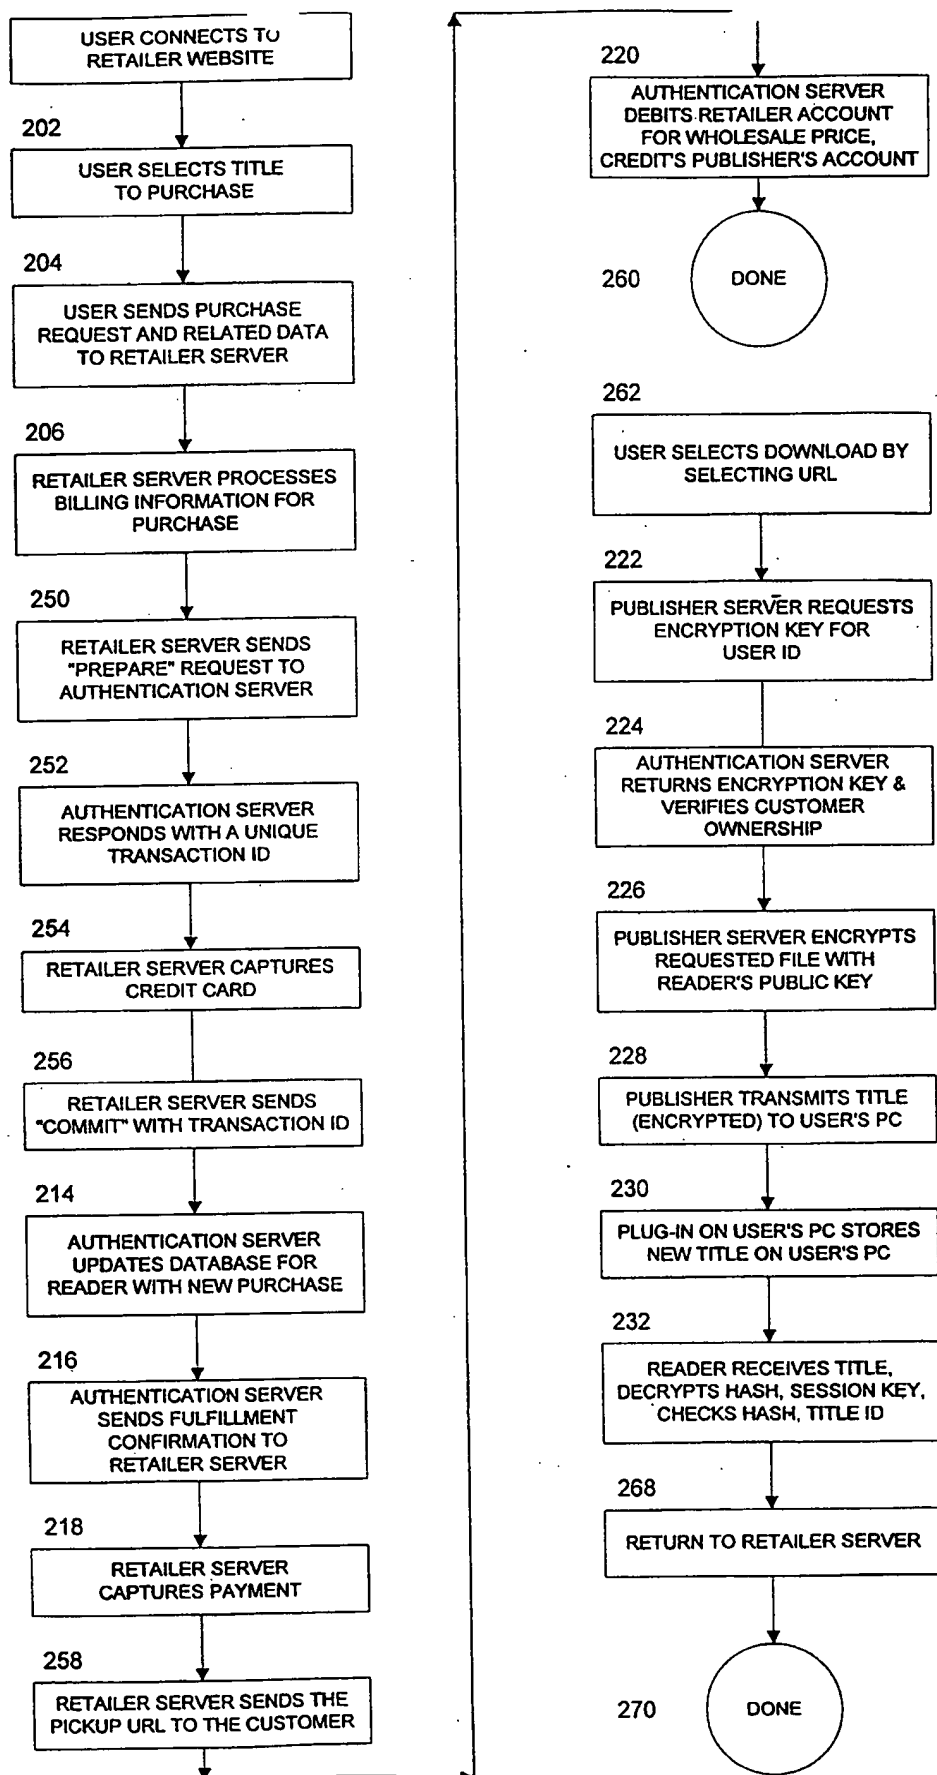 USER CONNECTS TO
RETAILER WEBSITE
202
USER SELECTS TITLE
TO PURCHASE
204
USER SENDS PURCHASE
REQUEST AND RELATED DATA
TO RETAILER SERVER
206
RETAILER SERVER PROCESSES
BILLING INFORMATION FOR
PURCHASE
250
RETAILER SERVER SENDS
"PREPARE" REQUEST TO
AUTHENTICATION SERVER
252
AUTHENTICATION SERVER
RESPONDS WITH A UNIQUE
TRANSACTION ID
254
RETAILER SERVER CAPTURES
CREDIT CARD
256
RETAILER SERVER SENDS
"COMMIT" WITH TRANSACTION ID
214
AUTHENTICATION SERVER
UPDATES DATABASE FOR
READER WITH NEW PURCHASE
216
AUTHENTICATION SERVER
SENDS FULFILLMENT
CONFIRMATION TO
RETAILER SERVER
218
RETAILER SERVER
CAPTURES PAYMENT
258
RETAILER SERVER SENDS THE
PICKUP URL TO THE CUSTOMER
220
AUTHENTICATION SERVER
DEBITS RETAILER ACCOUNT
FOR WHOLESALE PRICE,
CREDIT'S PUBLISHER'S ACCOUNT
260
DONE
262
USER SELECTS DOWNLOAD BY
SELECTING URL
222
PUBLISHER SERVER REQUESTS
ENCRYPTION KEY FOR
USER ID
224
AUTHENTICATION SERVER
RETURNS ENCRYPTION KEY &
VERIFIES CUSTOMER
OWNERSHIP
226
PUBLISHER SERVER ENCRYPTS
REQUESTED FILE WITH
READER'S PUBLIC KEY
228
PUBLISHER TRANSMITS TITLE
(ENCRYPTED) TO USER'S PC
230
PLUG-IN ON USER'S PC STORES
NEW TITLE ON USER'S PC
232
READER RECEIVES TITLE,
DECRYPTS HASH, SESSION KEY,
CHECKS HASH, TITLE ID
268
RETURN TO RETAILER SERVER
270
DONE